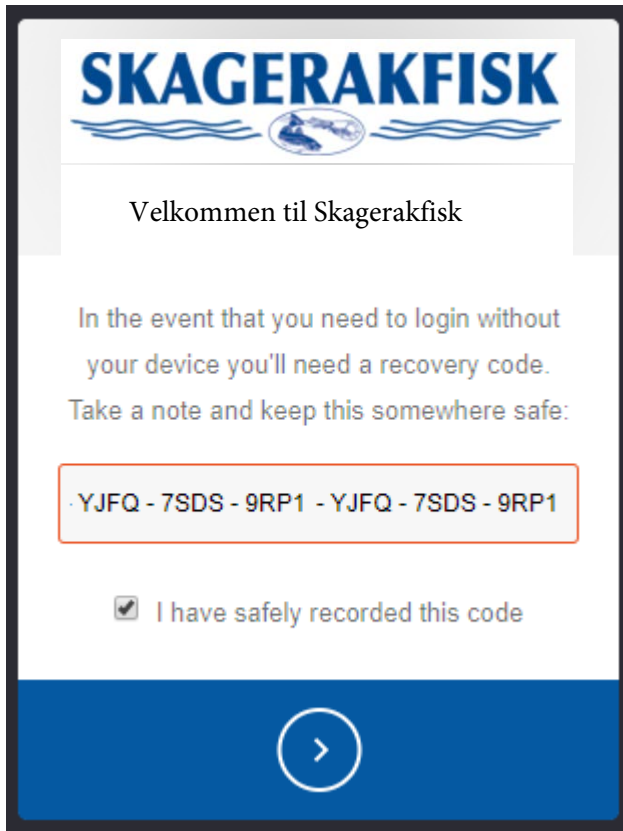 SKAGERAKFISK
Velkommen til Skagerakfisk
In the event that you need to login without
your device you'll need a recovery code.
Take a note and keep this somewhere safe:
- YJFQ - 7SDS - 9RP1 - YJFQ - 7SDS - 9RP1
I have safely recorded this code